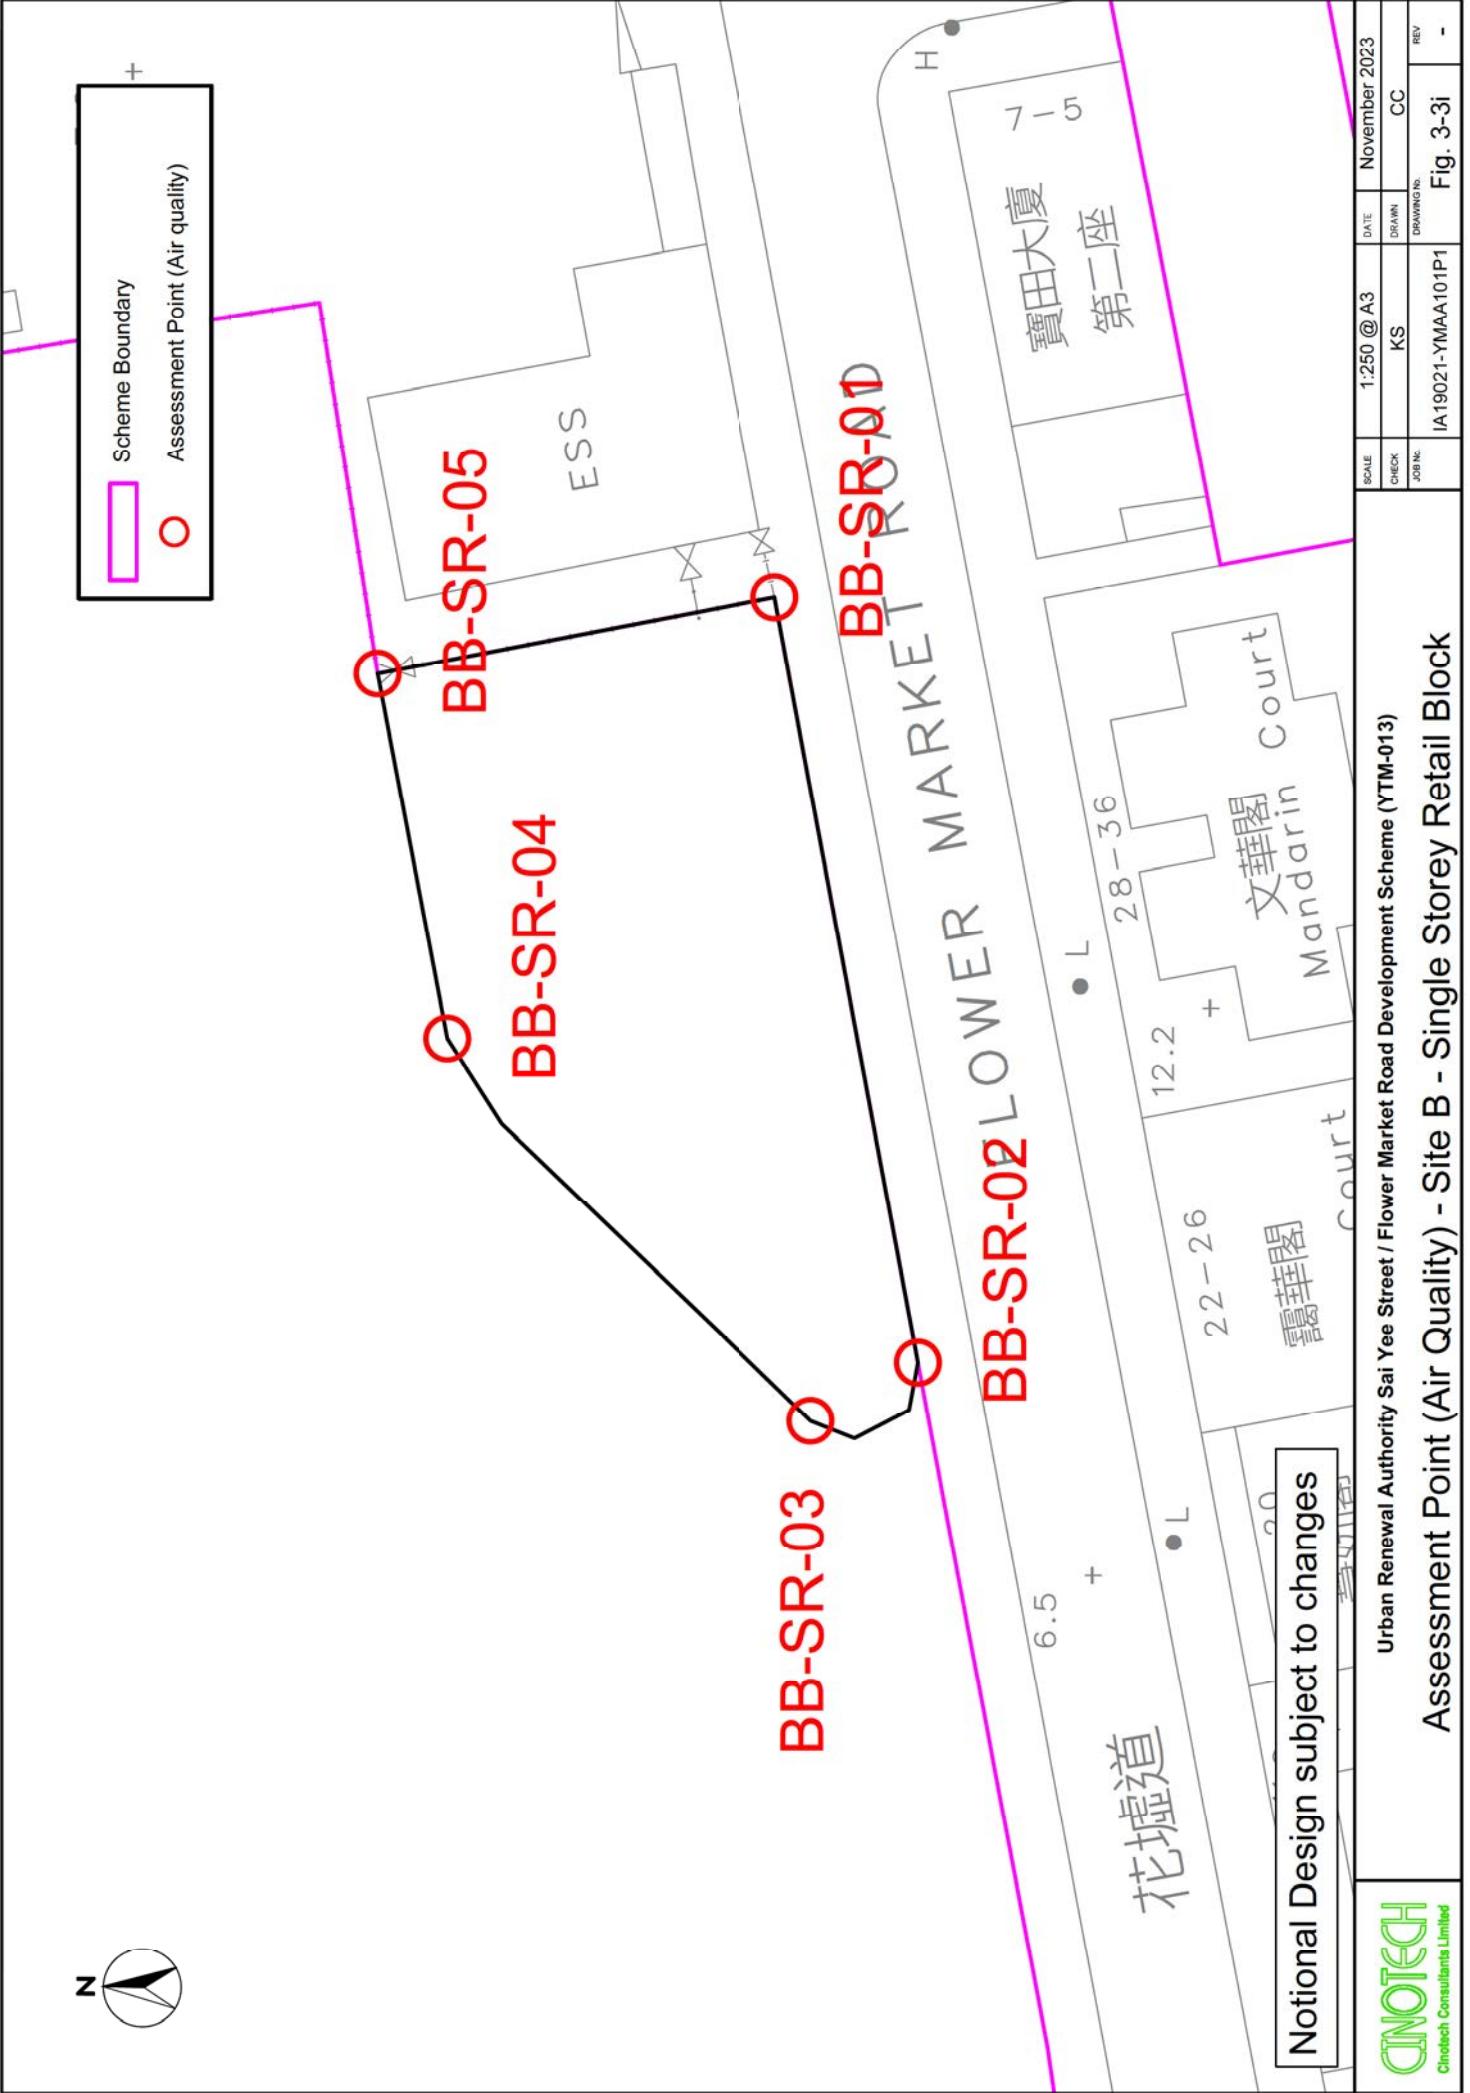 N
Scheme Boundary
Assessment Point (Air quality)
BB-SR-05
BB-SR-04
BB-SR-03
BB-SR-02
BB-SR-01
ESS
FLOWER MARKET ROAD
花墟道
H
7-5
寶田大廈
第二座
28-36
文華閣
Mandarin Court
L
12.2
22-26
靄華閣
Court
L
6.5
20
Notional Design subject to changes
CINOTECH
Cinotech Consultants Limited
Urban Renewal Authority Sai Yee Street / Flower Market Road Development Scheme (YTM-013)
Assessment Point (Air Quality) - Site B - Single Storey Retail Block
SCALE 1:250 @ A3 DATE November 2023
CHECK KS DRAWN CC
JOB No. IA19021-YMAA101P1 DRAWING No. Fig. 3-3i REV -